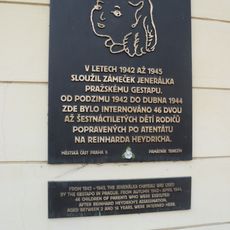 V LETECH 1942 AŽ 1945
SLOUŽIL ZÁMEČEK JENERÁLKA
PRAŽSKÉMU GESTAPU.
OD PODZIMU 1942 DO DUBNA 1944
ZDE BYLO INTERNOVÁNO 46 DVOU
AŽ ŠESTNÁCTILETÝCH DĚTÍ RODIČŮ
POPRAVENÝCH PO ATENTÁTU
NA REINHARDA HEYDRICHA.
MĚSTSKÁ ČÁST PRAHA 6 PAMÁTNÍK TEREZÍN
FROM 1942 - 1945, THE JENERALKA CHATEAU WAS USED
BY THE GESTAPO IN PRAGUE. FROM AUTUMN 1942 - APRIL 1944,
46 CHILDREN OF PARENTS WHO WERE EXECUTED
AFTER REINHARD HEYDRICH'S ASSASSINATION,
AGED BETWEEN 2 AND 16 YEARS WERE INTERNED HERE.